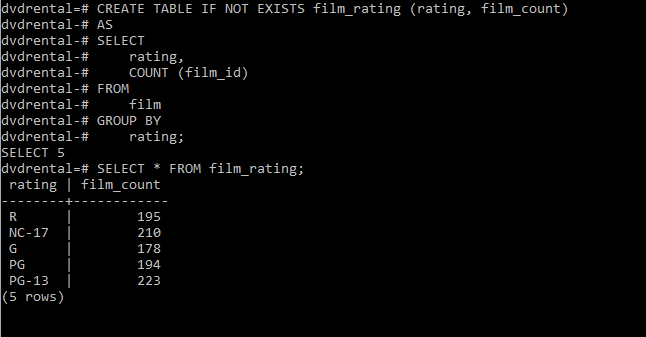 dvdrental=# CREATE TABLE IF NOT EXISTS film_rating (rating, film_count)
dvdrental-# AS
dvdrental-# SELECT
dvdrental-#     rating,
dvdrental-#     COUNT (film_id)
dvdrental-# FROM
dvdrental-#     film
dvdrental-# GROUP BY
dvdrental-#     rating;
SELECT 5
dvdrental=# SELECT * FROM film_rating;
 rating | film_count
--------+------------
 R      |        195
 NC-17  |        210
 G      |        178
 PG     |        194
 PG-13  |        223
(5 rows)